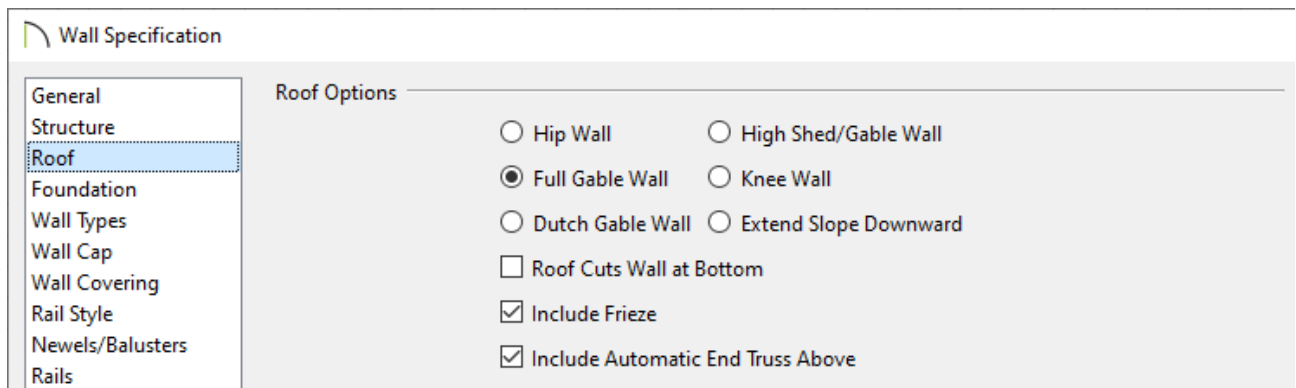 Wall Specification
General
Structure
Roof
Foundation
Wall Types
Wall Cap
Wall Covering
Rail Style
Newels/Balusters
Rails
Roof Options
Hip Wall
High Shed/Gable Wall
Full Gable Wall
Knee Wall
Dutch Gable Wall
Extend Slope Downward
Roof Cuts Wall at Bottom
Include Frieze
Include Automatic End Truss Above